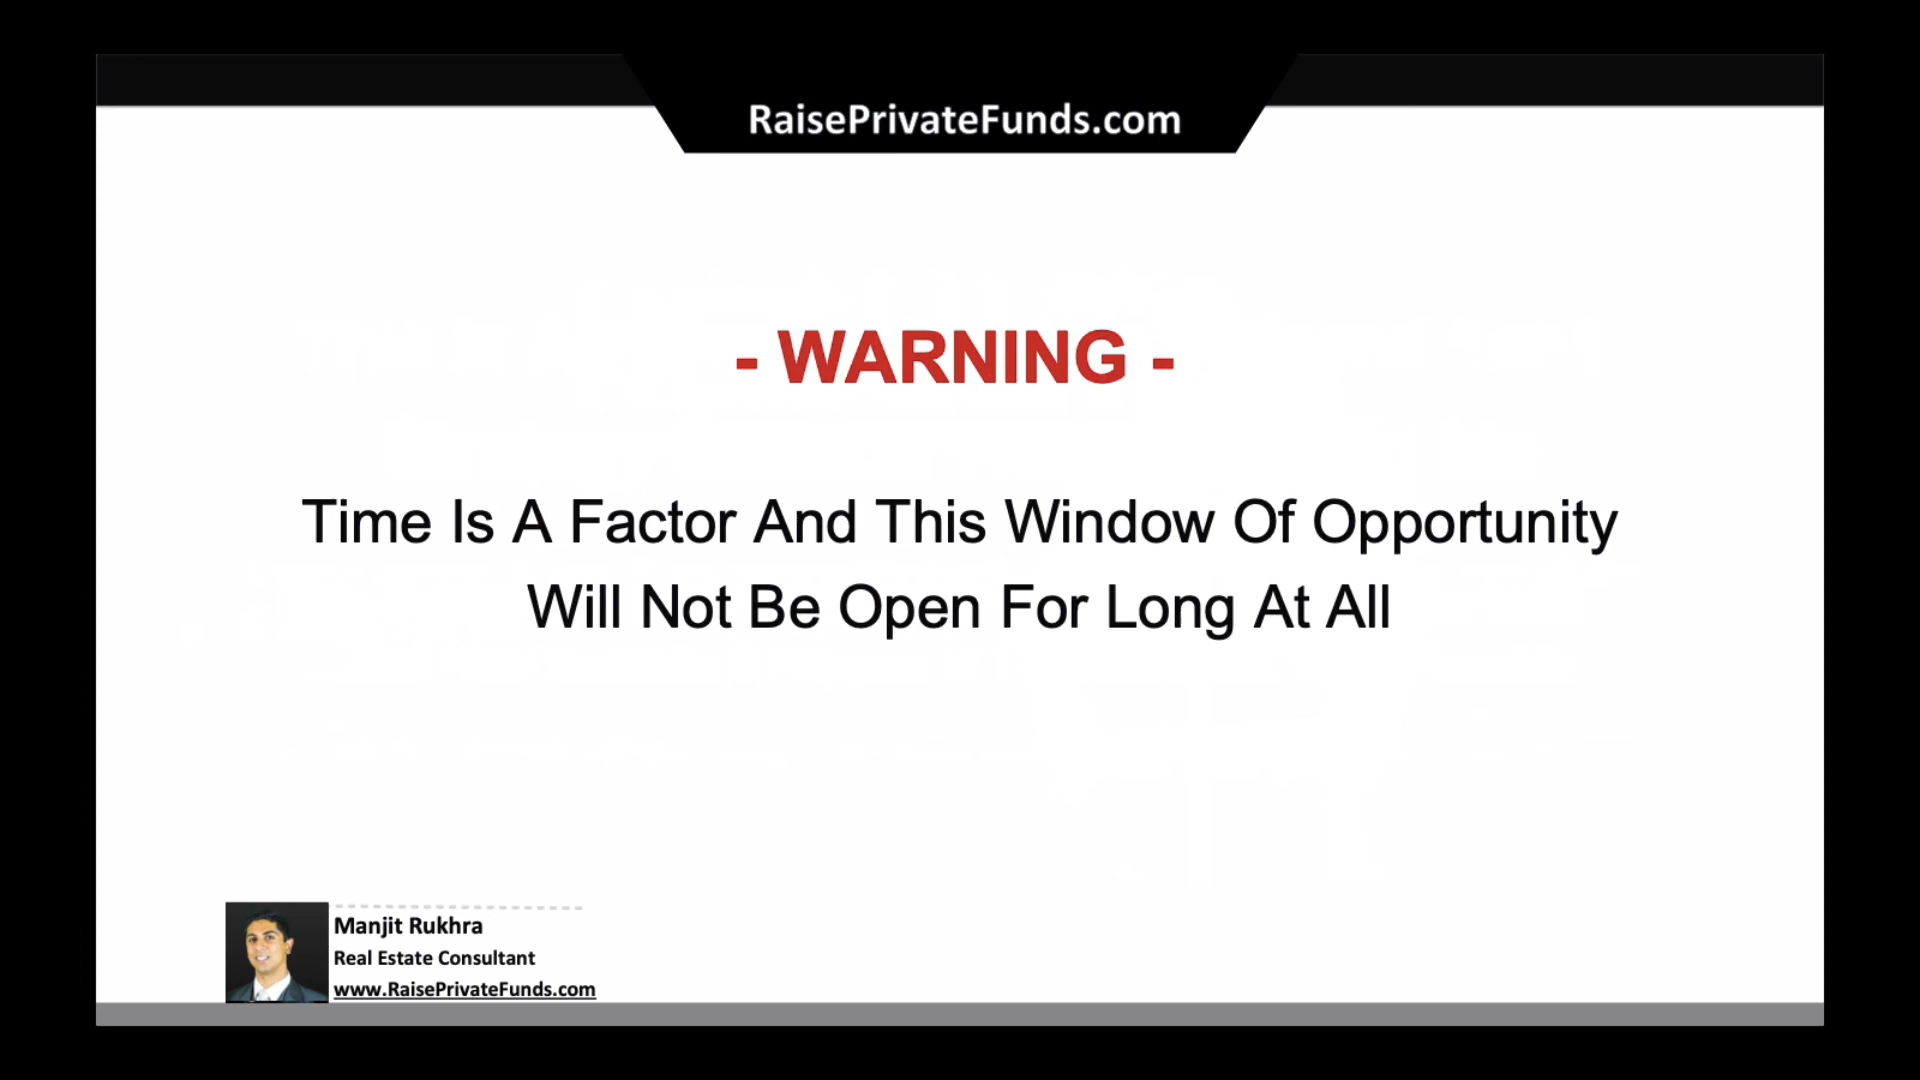 RaisePrivateFunds.com
- WARNING -
Time Is A Factor And This Window Of Opportunity
Will Not Be Open For Long At All
Manjit Rukhra
Real Estate Consultant
www.RaisePrivateFunds.com